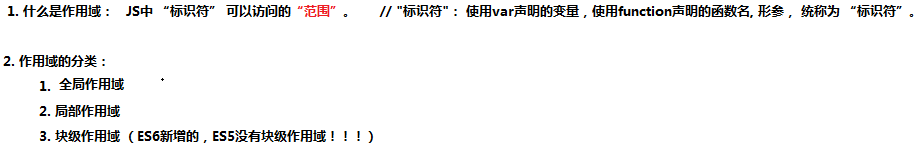 1. 什么是作用域： JS中 “标识符” 可以访问的“范围”。 // "标识符"： 使用var声明的变量，使用function声明的函数名, 形参， 统称为 “标识符”。
2. 作用域的分类：
1. 全局作用域
2. 局部作用域
3. 块级作用域 （ES6新增的，ES5没有块级作用域！！！）